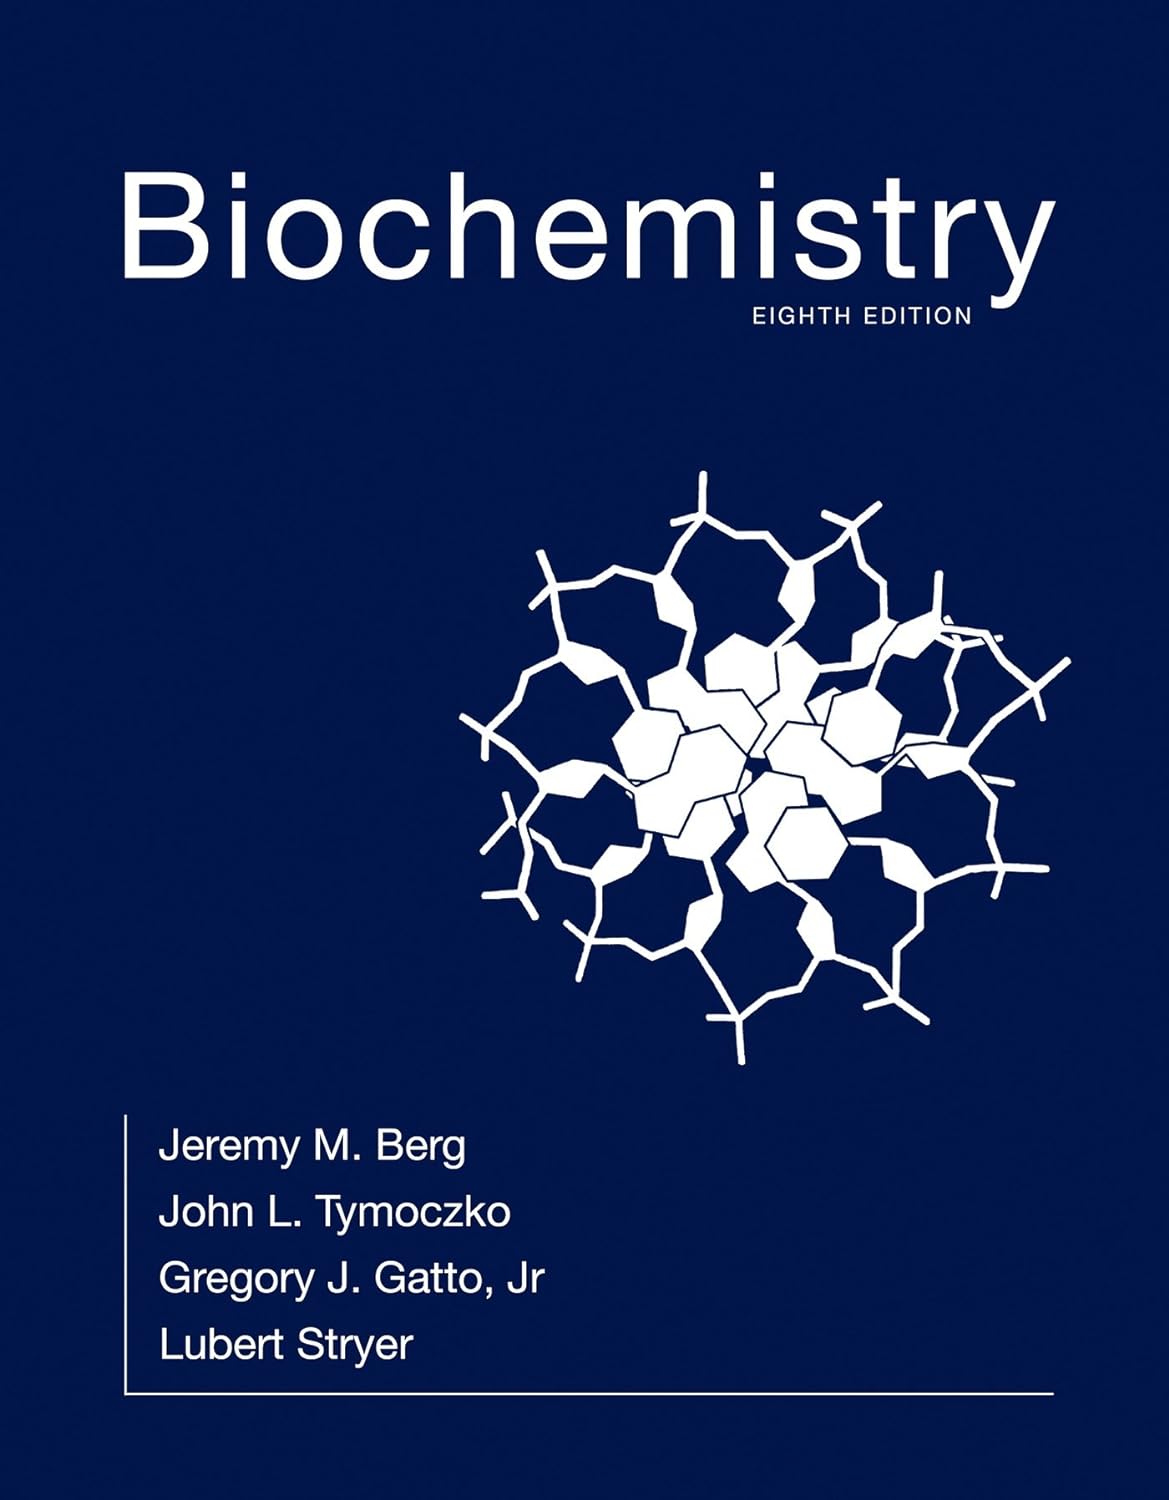 Biochemistry
EIGHTH EDITION
Jeremy M. Berg
John L. Tymoczko
Gregory J. Gatto, Jr
Lubert Stryer